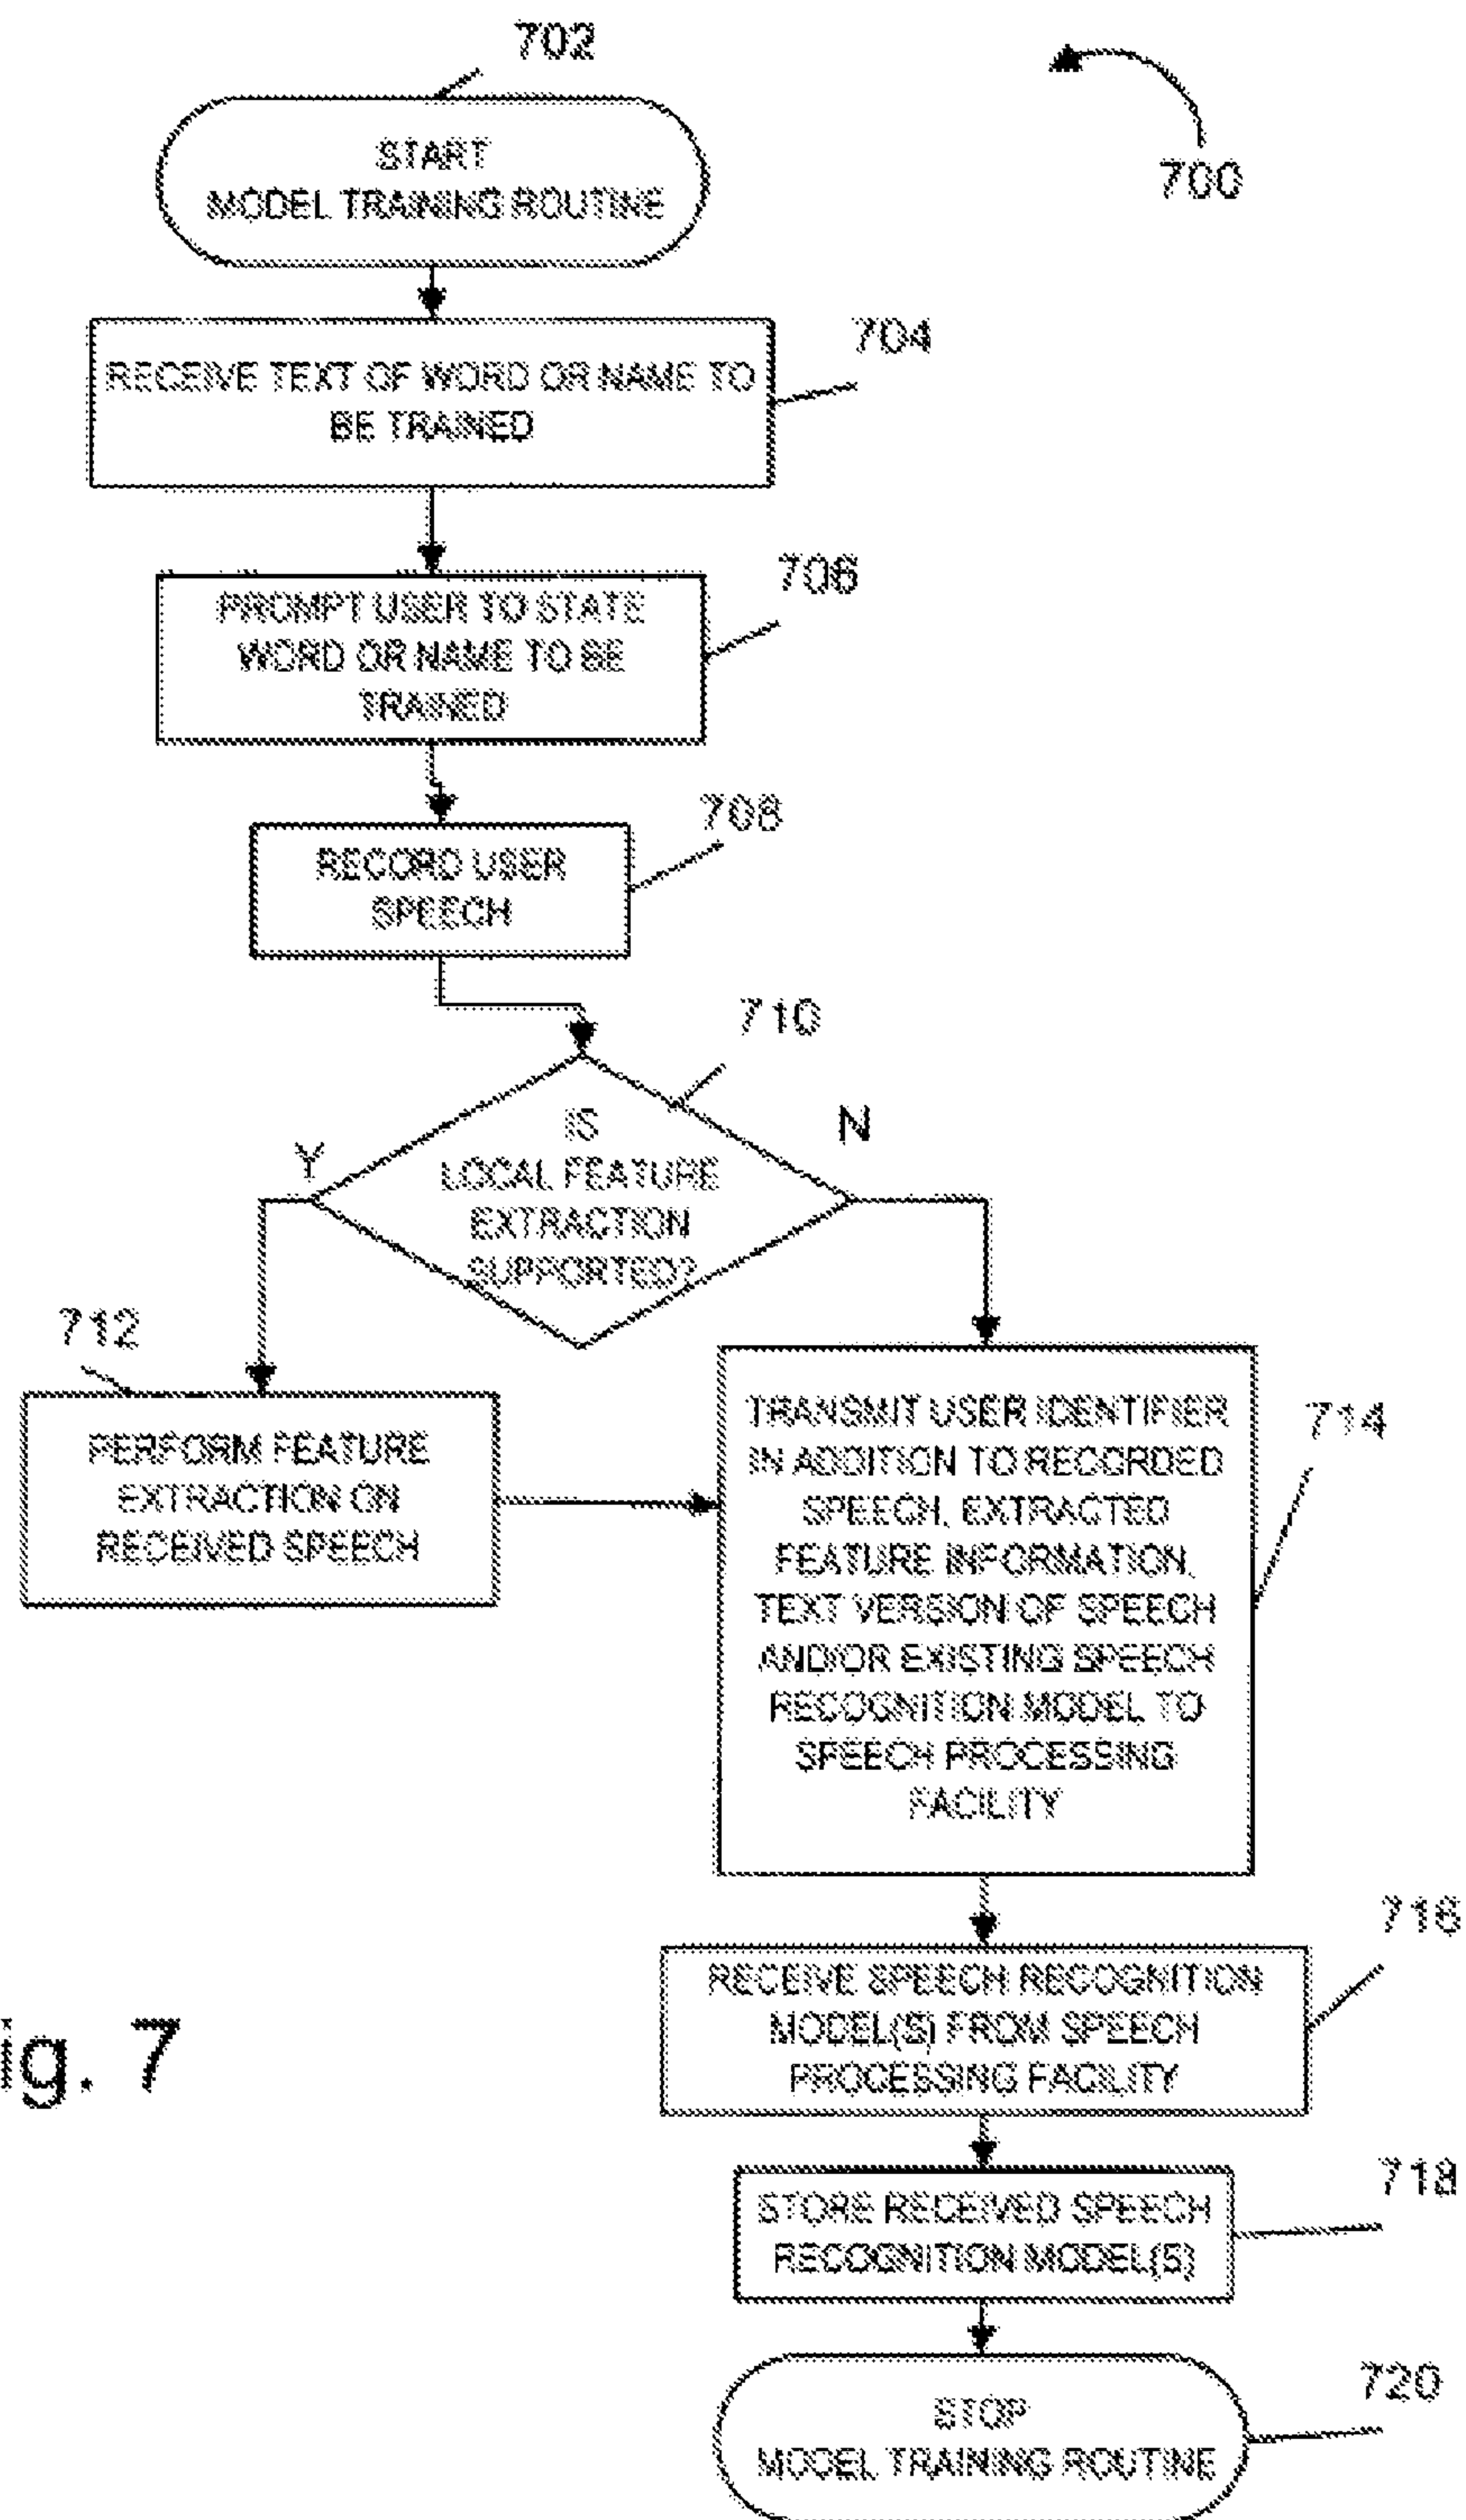 702
700
START
MODEL TRAINING ROUTINE
704
RECEIVE TEXT OF WORD OR NAME TO
BE TRAINED
706
PROMPT USER TO STATE
WORD OR NAME TO BE
TRAINED
708
RECORD USER
SPEECH
710
Y
N
IS
LOCAL FEATURE
EXTRACTION
SUPPORTED?
712
PERFORM FEATURE
EXTRACTION ON
RECEIVED SPEECH
714
TRANSMIT USER IDENTIFIER
IN ADDITION TO RECORDED
SPEECH, EXTRACTED
FEATURE INFORMATION,
TEXT VERSION OF SPEECH
AND/OR EXISTING SPEECH
RECOGNITION MODEL TO
SPEECH PROCESSING
FACILITY
716
RECEIVE SPEECH RECOGNITION
MODEL(S) FROM SPEECH
PROCESSING FACILITY
ig. 7
718
STORE RECEIVED SPEECH
RECOGNITION MODEL(S)
720
STOP
MODEL TRAINING ROUTINE